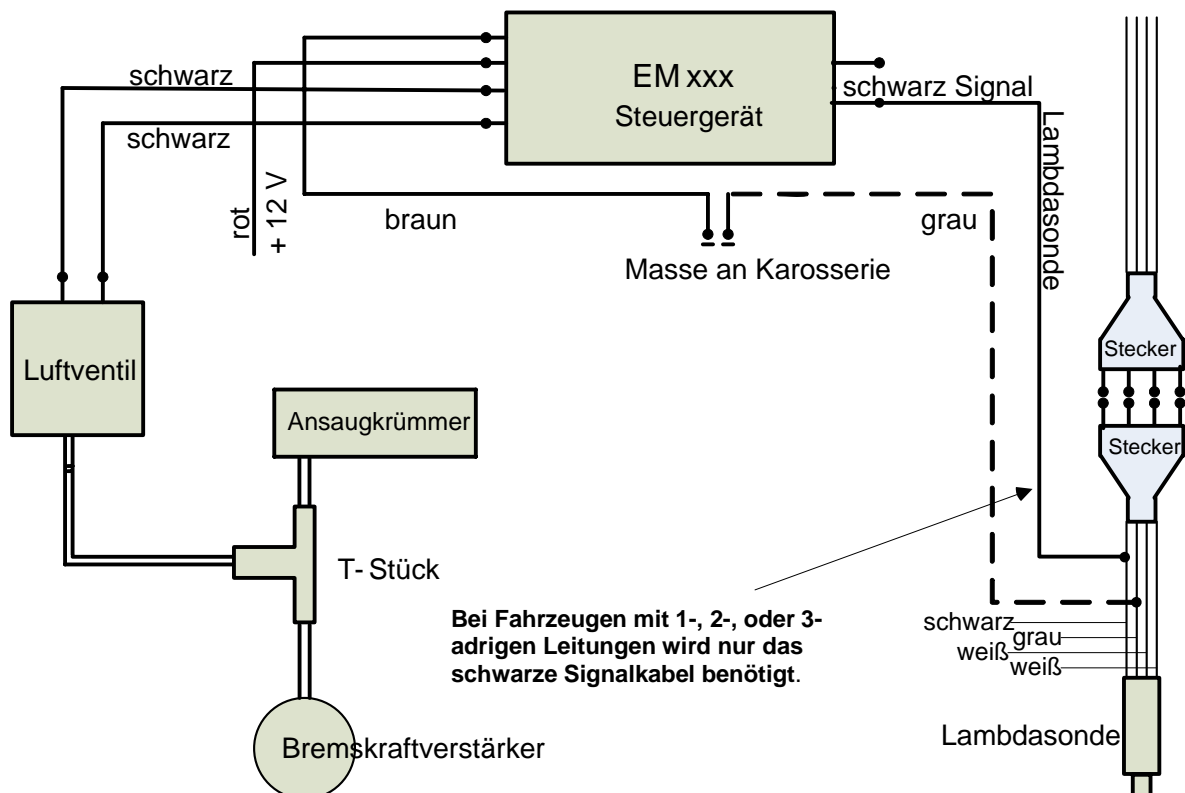 EM xxx
Steuergerät
schwarz
schwarz
rot
+ 12 V
braun
schwarz Signal
Lambdasonde
grau
Masse an Karosserie
Luftventil
Ansaugkrümmer
T- Stück
Bremskraftverstärker
Stecker
Stecker
Bei Fahrzeugen mit 1-, 2-, oder 3-
adrigen Leitungen wird nur das
schwarze Signalkabel benötigt.
schwarz
grau
weiß
weiß
Lambdasonde